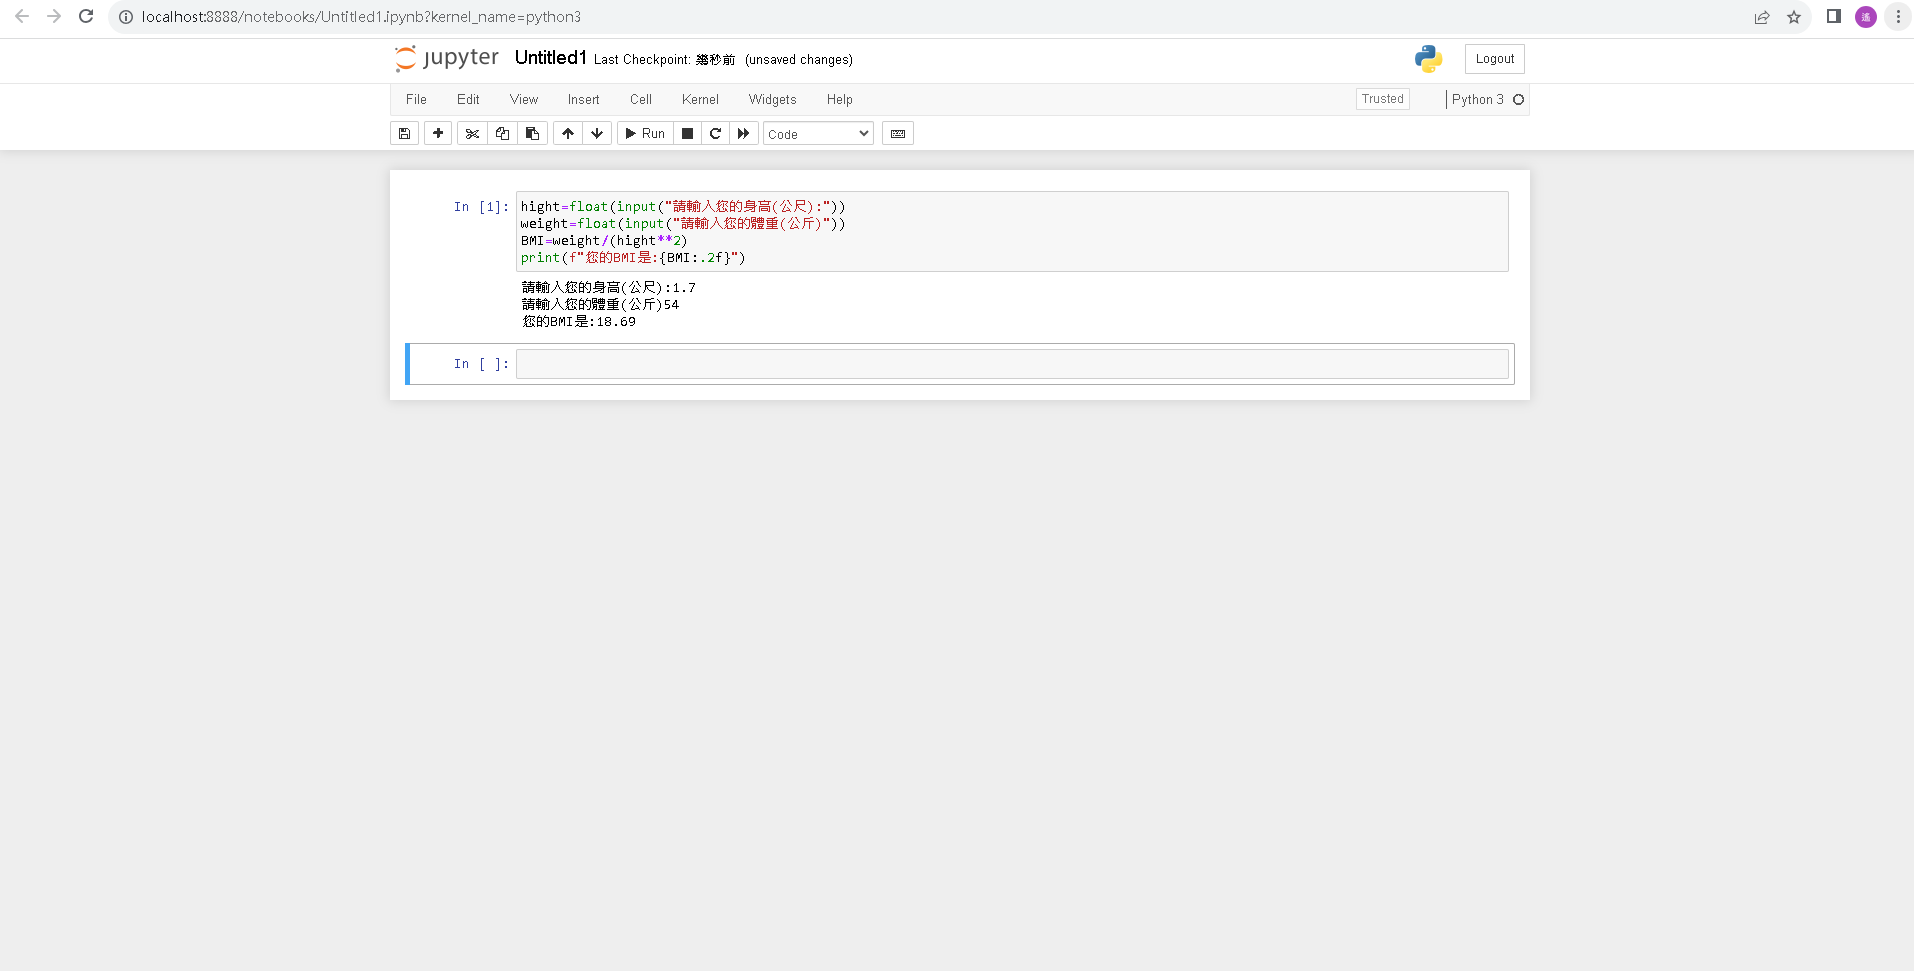 localhost:8888/notebooks/Untitled1.ipynb?kernel_name=python3
遙
jupyter Untitled1 Last Checkpoint: 幾秒前 (unsaved changes)
Logout
File Edit View Insert Cell Kernel Widgets Help
Trusted
Python 3
Run
Code
In [1]: hight=float(input("請輸入您的身高(公尺):"))
weight=float(input("請輸入您的體重(公斤)"))
BMI=weight/(hight**2)
print(f"您的BMI是:{BMI:.2f}")
請輸入您的身高(公尺):1.7
請輸入您的體重(公斤)54
您的BMI是:18.69
In [ ]: